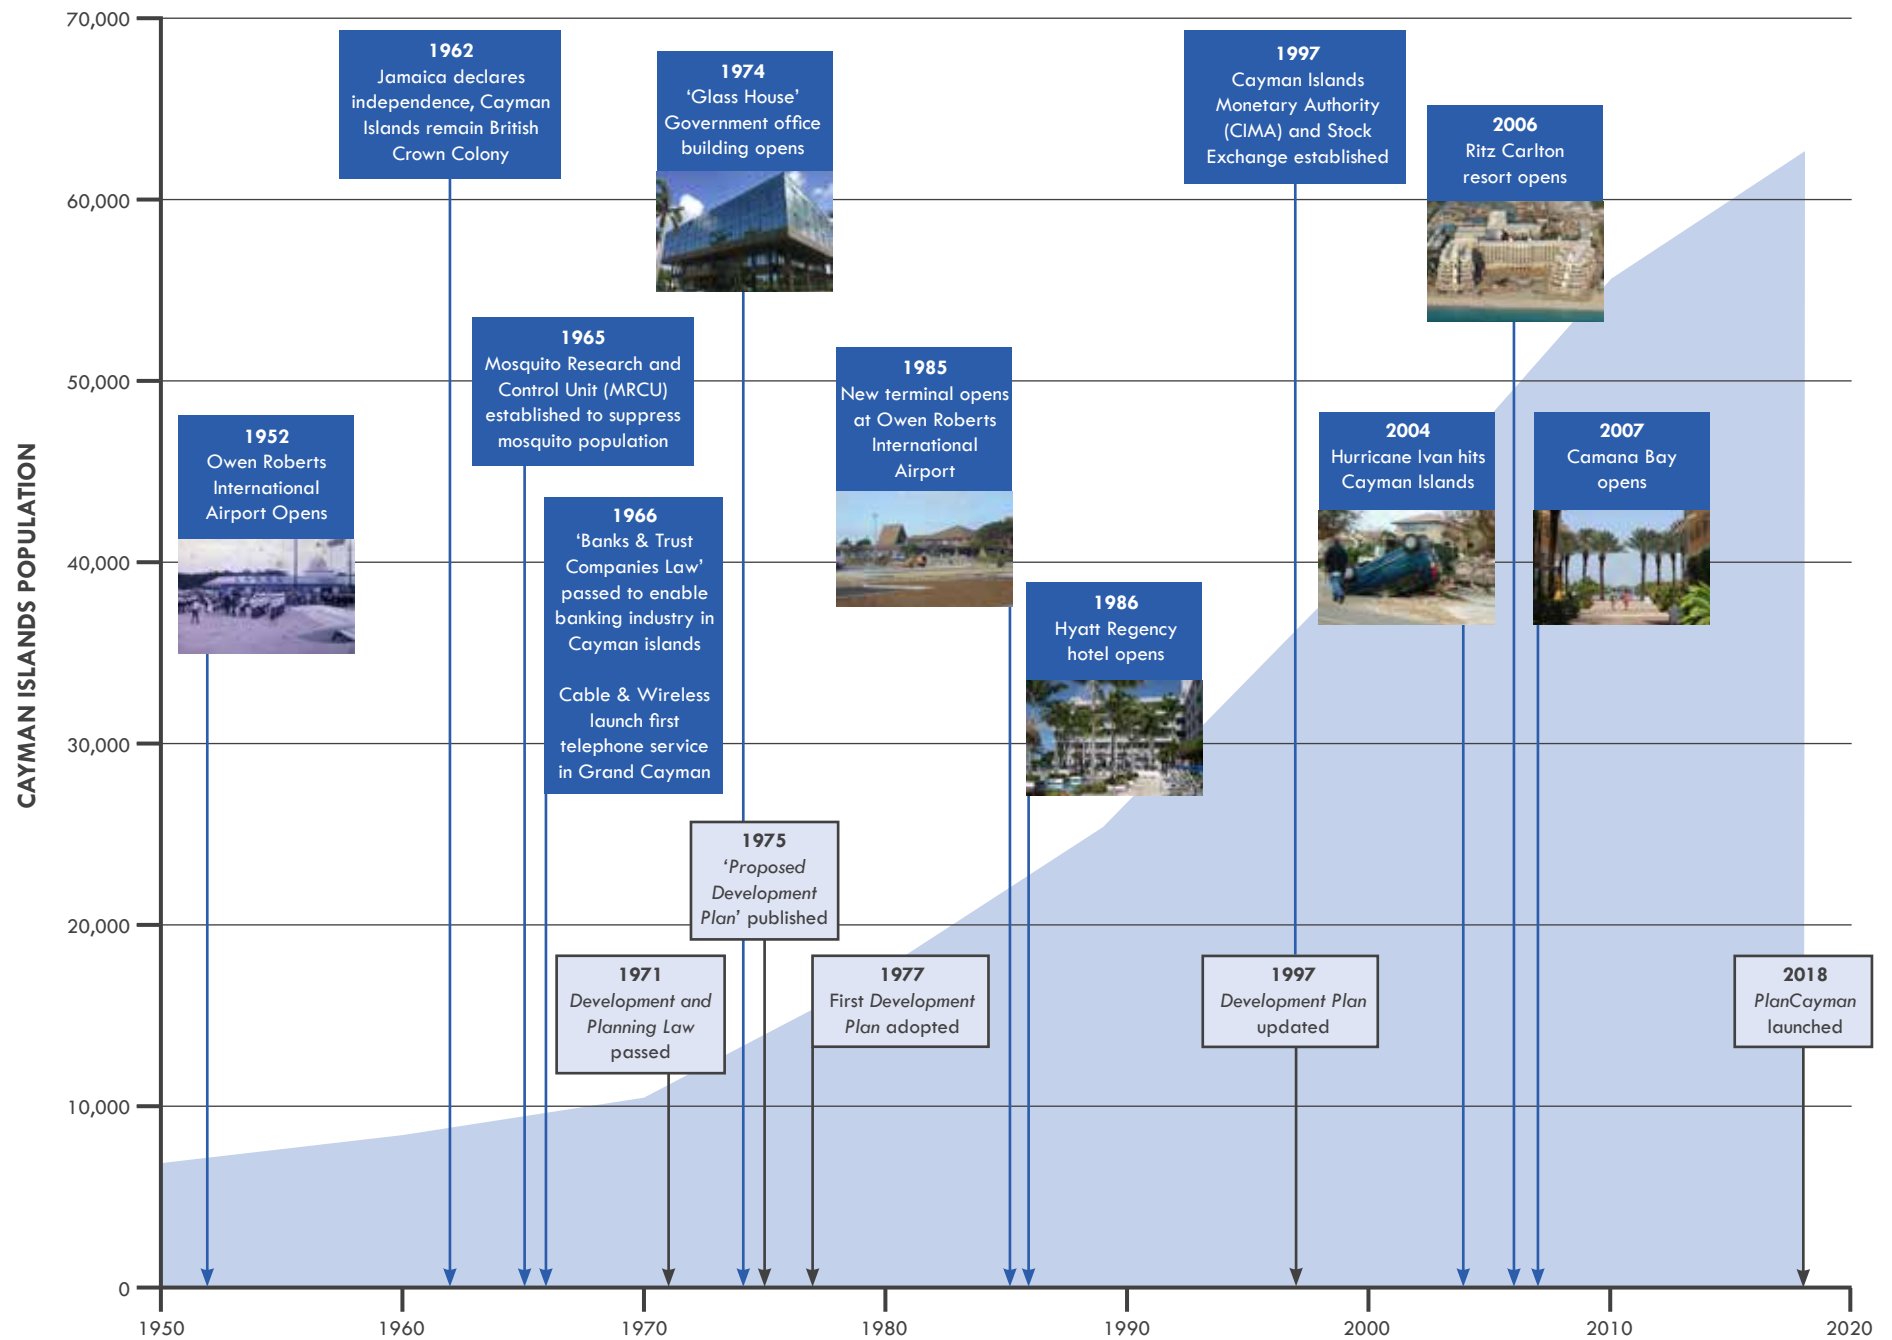 CAYMAN ISLANDS POPULATION
70,000
60,000
50,000
40,000
30,000
20,000
10,000
0
1950
1960
1970
1980
1990
2000
2010
2020
1952
Owen Roberts
International
Airport Opens
1962
Jamaica declares
independence, Cayman
Islands remain British
Crown Colony
1965
Mosquito Research and
Control Unit (MRCU)
established to suppress
mosquito population
1966
‘Banks & Trust
Companies Law’
passed to enable
banking industry in
Cayman islands
Cable & Wireless
launch first
telephone service
in Grand Cayman
1971
Development and
Planning Law
passed
1974
‘Glass House’
Government office
building opens
1975
‘Proposed
Development
Plan’ published
1977
First Development
Plan adopted
1985
New terminal opens
at Owen Roberts
International
Airport
1986
Hyatt Regency
hotel opens
1997
Cayman Islands
Monetary Authority
(CIMA) and Stock
Exchange established
1997
Development Plan
updated
2004
Hurricane Ivan hits
Cayman Islands
2006
Ritz Carlton
resort opens
2007
Camana Bay
opens
2018
PlanCayman
launched